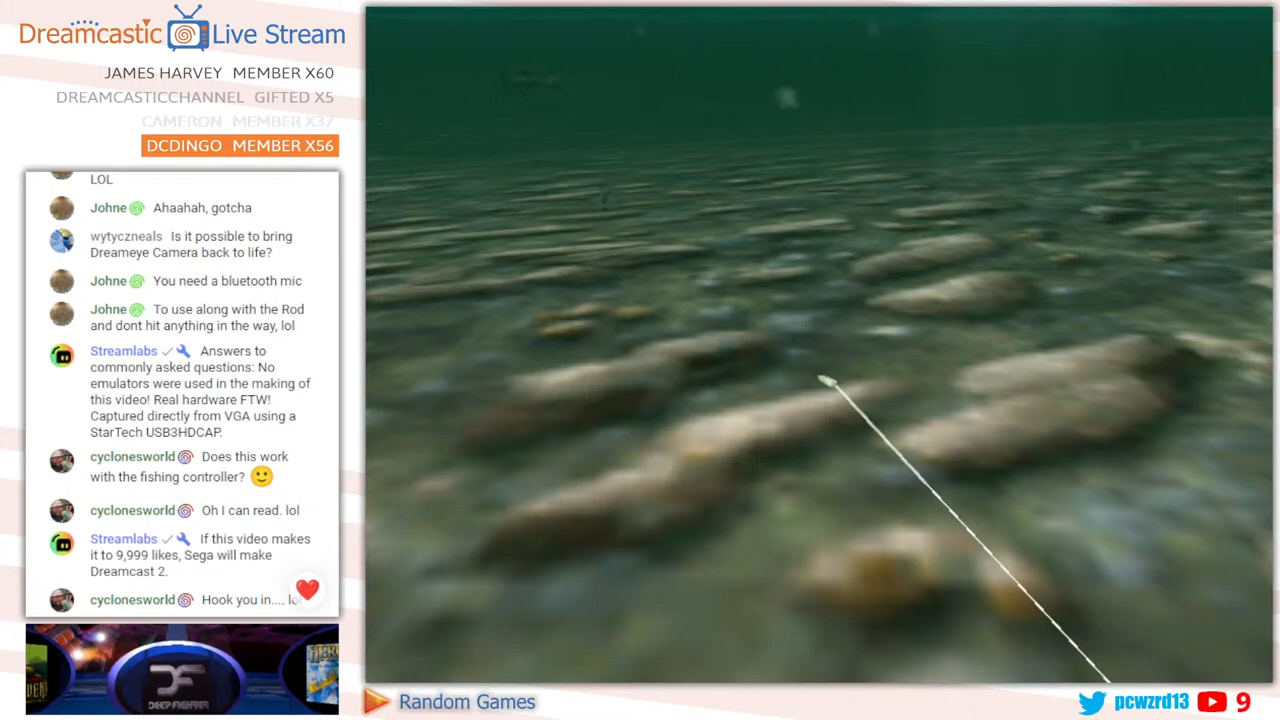 Dreamcastic Live Stream
JAMES HARVEY MEMBER X60
DREAMCASTICCHANNEL GIFTED X5
CAMERON MEMBER X37
DCDINGO MEMBER X56
LOL
Johne Ahaahah, gotcha
wytyczneals Is it possible to bring
Dreameye Camera back to life?
Johne You need a bluetooth mic
Johne To use along with the Rod
and dont hit anything in the way, lol
Streamlabs Answers to
commonly asked questions: No
emulators were used in the making of
this video! Real hardware FTW!
Captured directly from VGA using a
StarTech USB3HDCAP.
cyclonesworld Does this work
with the fishing controller?
cyclonesworld Oh I can read. lol
Streamlabs If this video makes
it to 9,999 likes, Sega will make
Dreamcast 2.
cyclonesworld Hook you in.... lol
DF
DEEP FIGHTER
Random Games
pcwzrd13 9